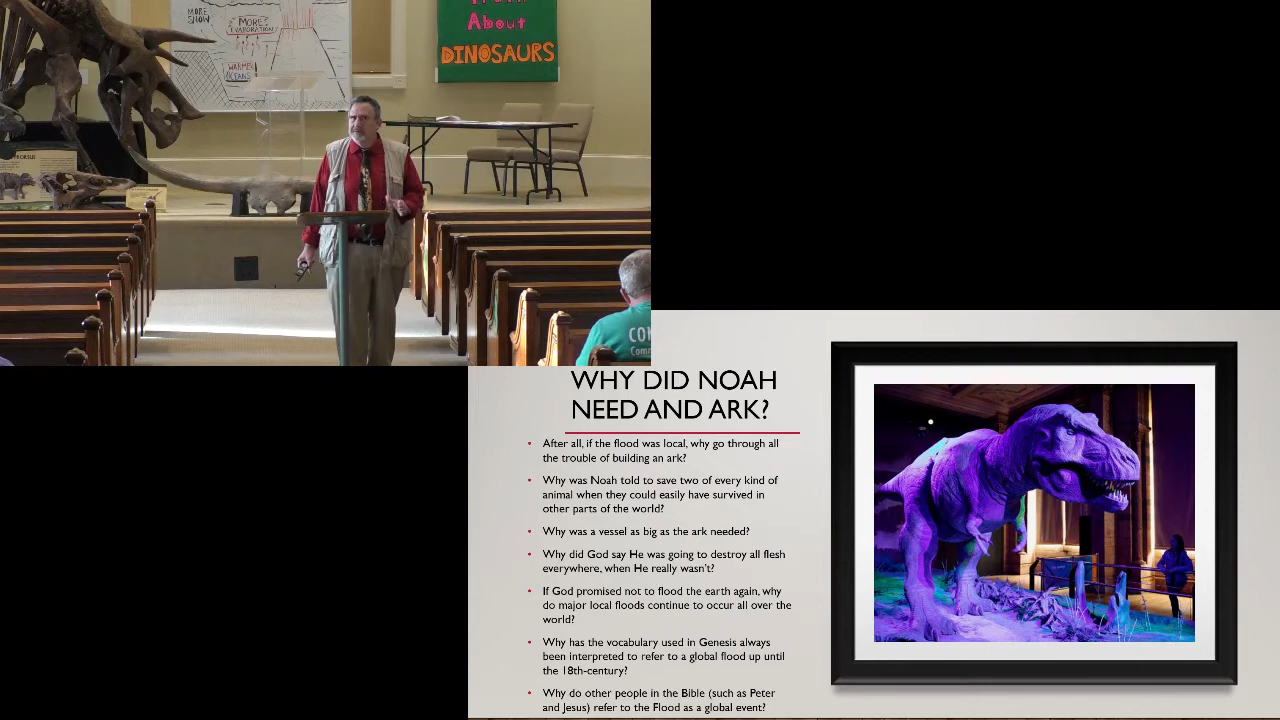 MORE
SNOW
MORE
EVAPORATION
WARMER
OCEANS
Truth
About
DINOSAURS
CON
Comm
WHY DID NOAH
NEED AND ARK?
• After all, if the flood was local, why go through all
the trouble of building an ark?
• Why was Noah told to save two of every kind of
animal when they could easily have survived in
other parts of the world?
• Why was a vessel as big as the ark needed?
• Why did God say He was going to destroy all flesh
everywhere, when He really wasn't?
• If God promised not to flood the earth again, why
do major local floods continue to occur all over the
world?
• Why has the vocabulary used in Genesis always
been interpreted to refer to a global flood up until
the 18th-century?
• Why do other people in the Bible (such as Peter
and Jesus) refer to the Flood as a global event?